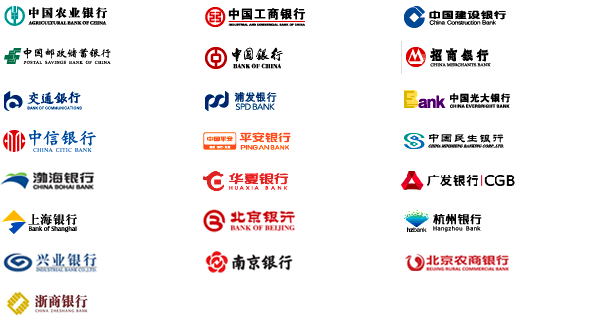 中国农业银行
AGRICULTURAL BANK OF CHINA
中国工商银行
INDUSTRIAL AND COMMERCIAL BANK OF CHINA
中国建设银行
China Construction Bank
中国邮政储蓄银行
POSTAL SAVINGS BANK OF CHINA
中国银行
BANK OF CHINA
招商银行
CHINA MERCHANTS BANK
交通银行
BANK OF COMMUNICATIONS
浦发银行
SPD BANK
Bank 中国光大银行
CHINA EVERBRIGHT BANK
中信银行
CHINA CITIC BANK
中国平安
平安银行
PING AN BANK
中国民生银行
CHINA MINSHENG BANKING CORP.,LTD.
渤海银行
CHINA BOHAI BANK
华夏银行
HUAXIA BANK
广发银行|CGB
上海银行
Bank of Shanghai
北京银行
BANK OF BEIJING
hzbank
杭州银行
Hangzhou Bank
兴业银行
INDUSTRIAL BANK CO.,LTD.
南京银行
北京农商银行
BEIJING RURAL COMMERCIAL BANK
浙商银行
CHINA ZHESHANG BANK